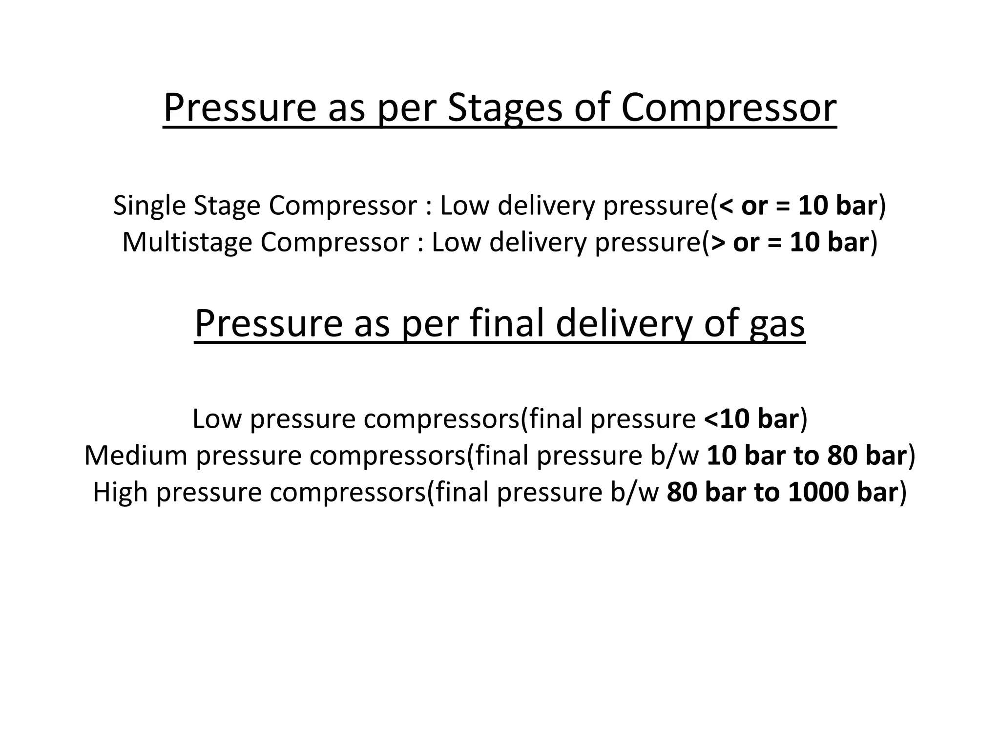 Pressure as per Stages of Compressor
Single Stage Compressor : Low delivery pressure(< or = 10 bar)
Multistage Compressor : Low delivery pressure(> or = 10 bar)
Pressure as per final delivery of gas
Low pressure compressors(final pressure <10 bar)
Medium pressure compressors(final pressure b/w 10 bar to 80 bar)
High pressure compressors(final pressure b/w 80 bar to 1000 bar)